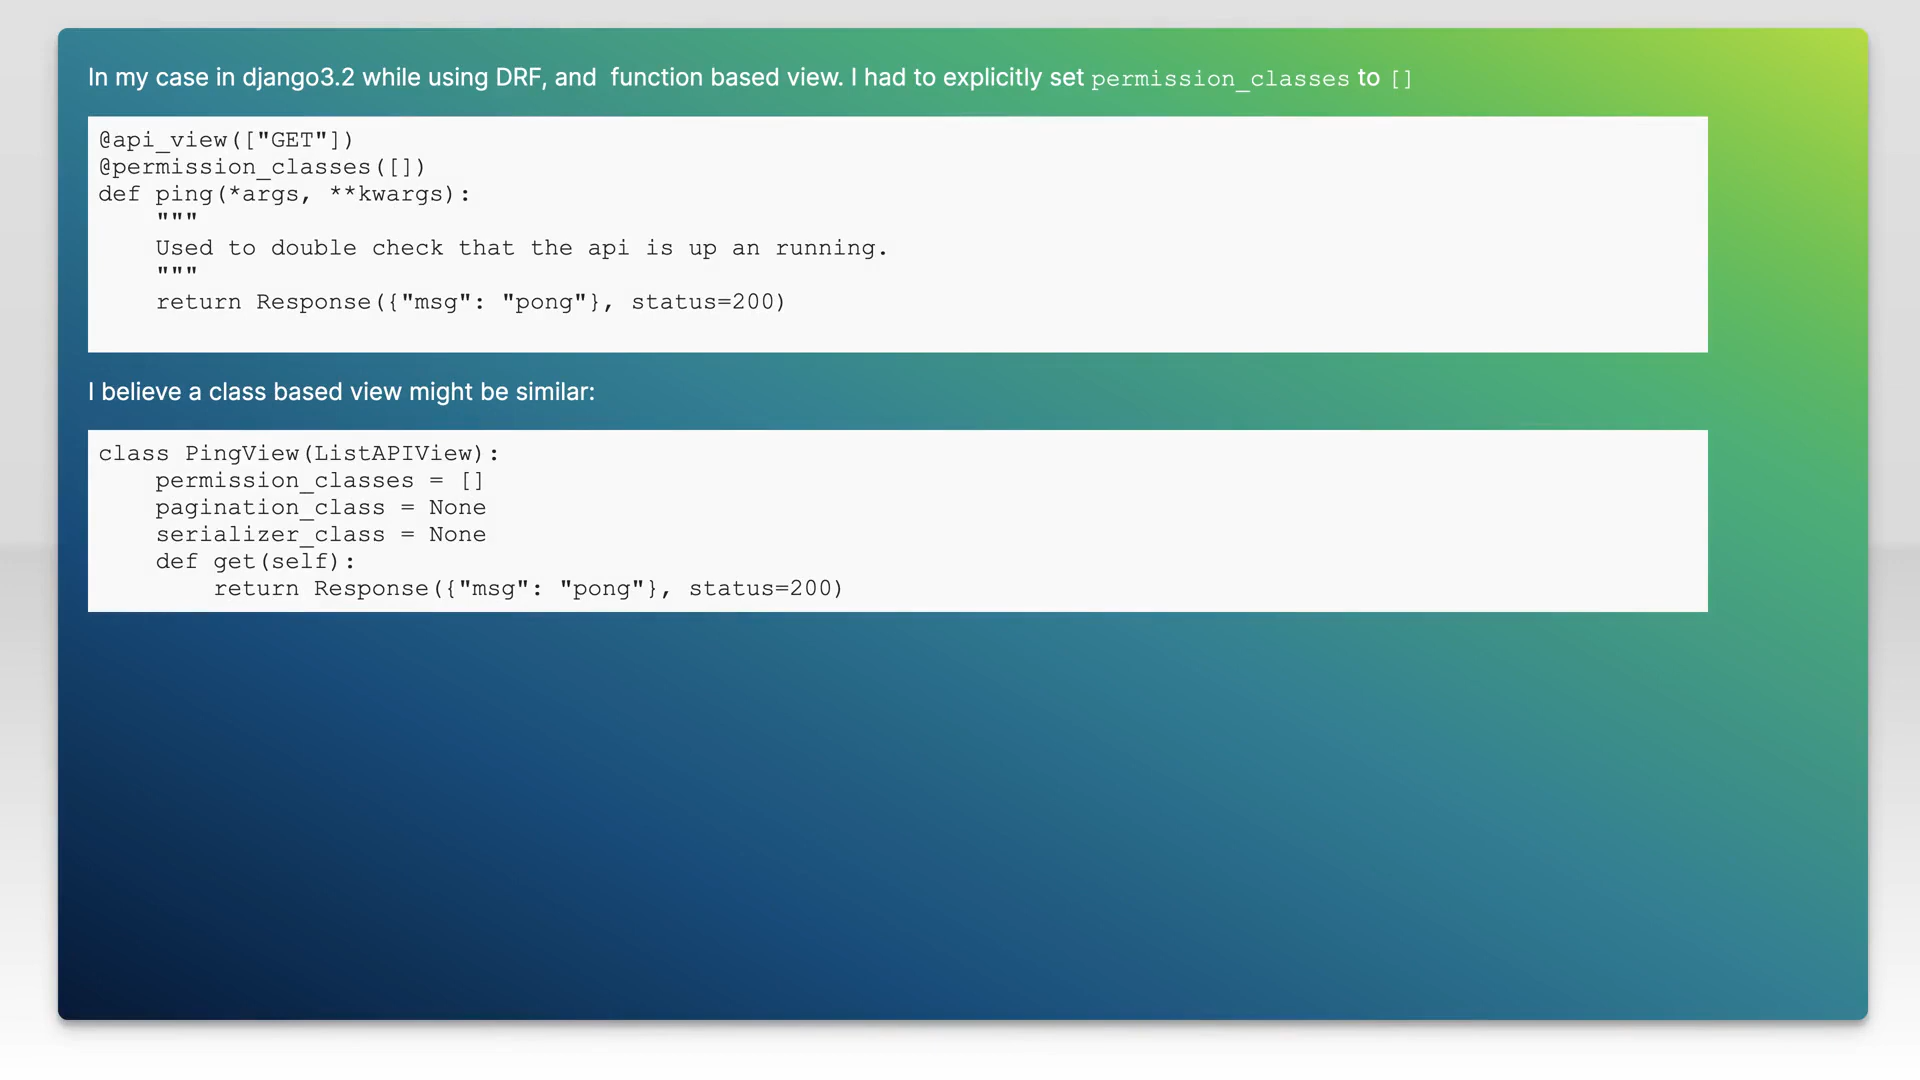 In my case in django3.2 while using DRF, and  function based view. I had to explicitly set permission_classes to []
@api_view(["GET"])
@permission_classes([])
def ping(*args, **kwargs):
    """
    Used to double check that the api is up an running.
    """
    return Response({"msg": "pong"}, status=200)
I believe a class based view might be similar:
class PingView(ListAPIView):
    permission_classes = []
    pagination_class = None
    serializer_class = None
    def get(self):
        return Response({"msg": "pong"}, status=200)